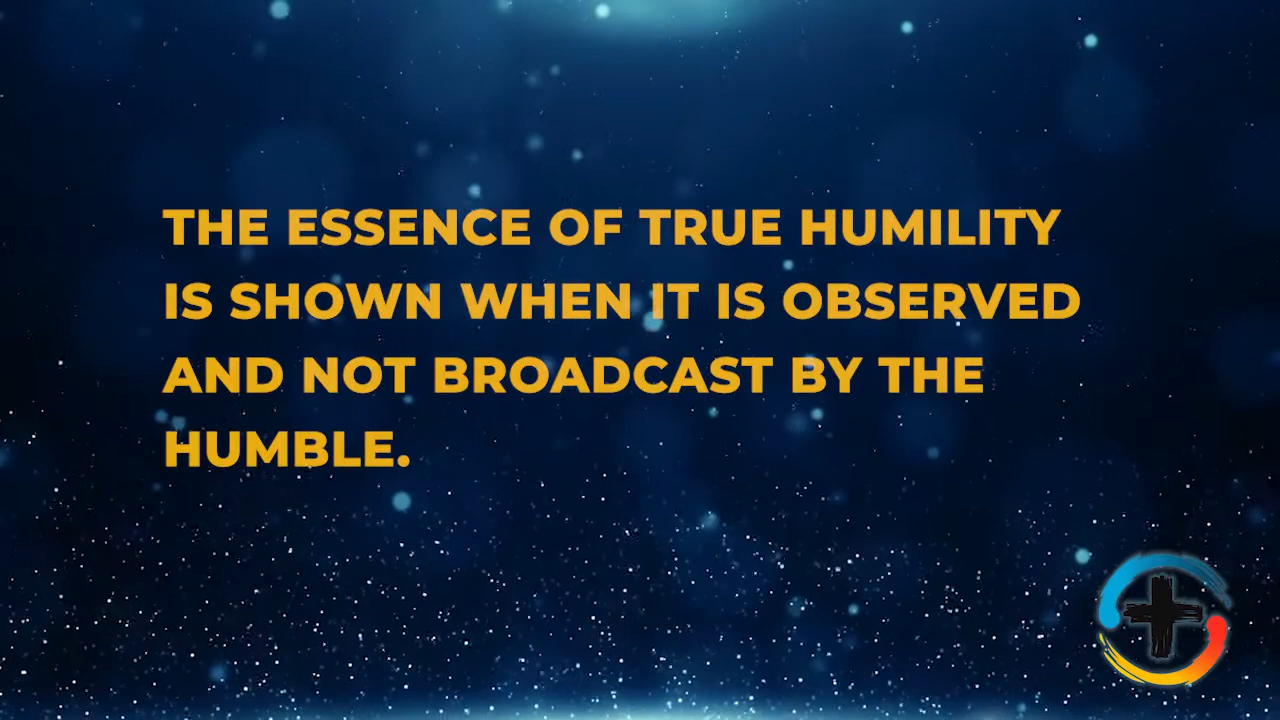 THE ESSENCE OF TRUE HUMILITY
IS SHOWN WHEN IT IS OBSERVED
AND NOT BROADCAST BY THE
HUMBLE.